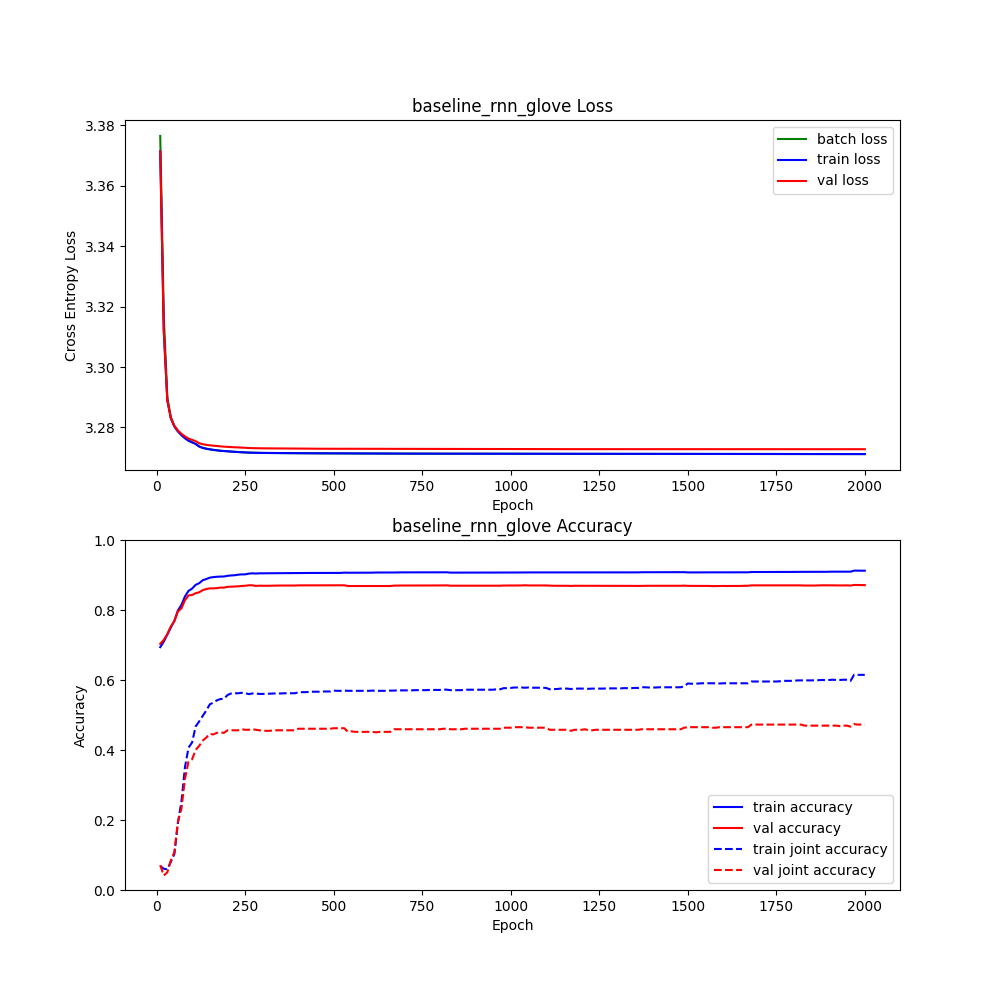 baseline_rnn_glove Loss
3.38
3.36
3.34
3.32
3.30
3.28
Cross Entropy Loss
batch loss
train loss
val loss
0 250 500 750 1000 1250 1500 1750 2000
Epoch
baseline_rnn_glove Accuracy
1.0
0.8
0.6
0.4
0.2
0.0
Accuracy
train accuracy
val accuracy
train joint accuracy
val joint accuracy
0 250 500 750 1000 1250 1500 1750 2000
Epoch